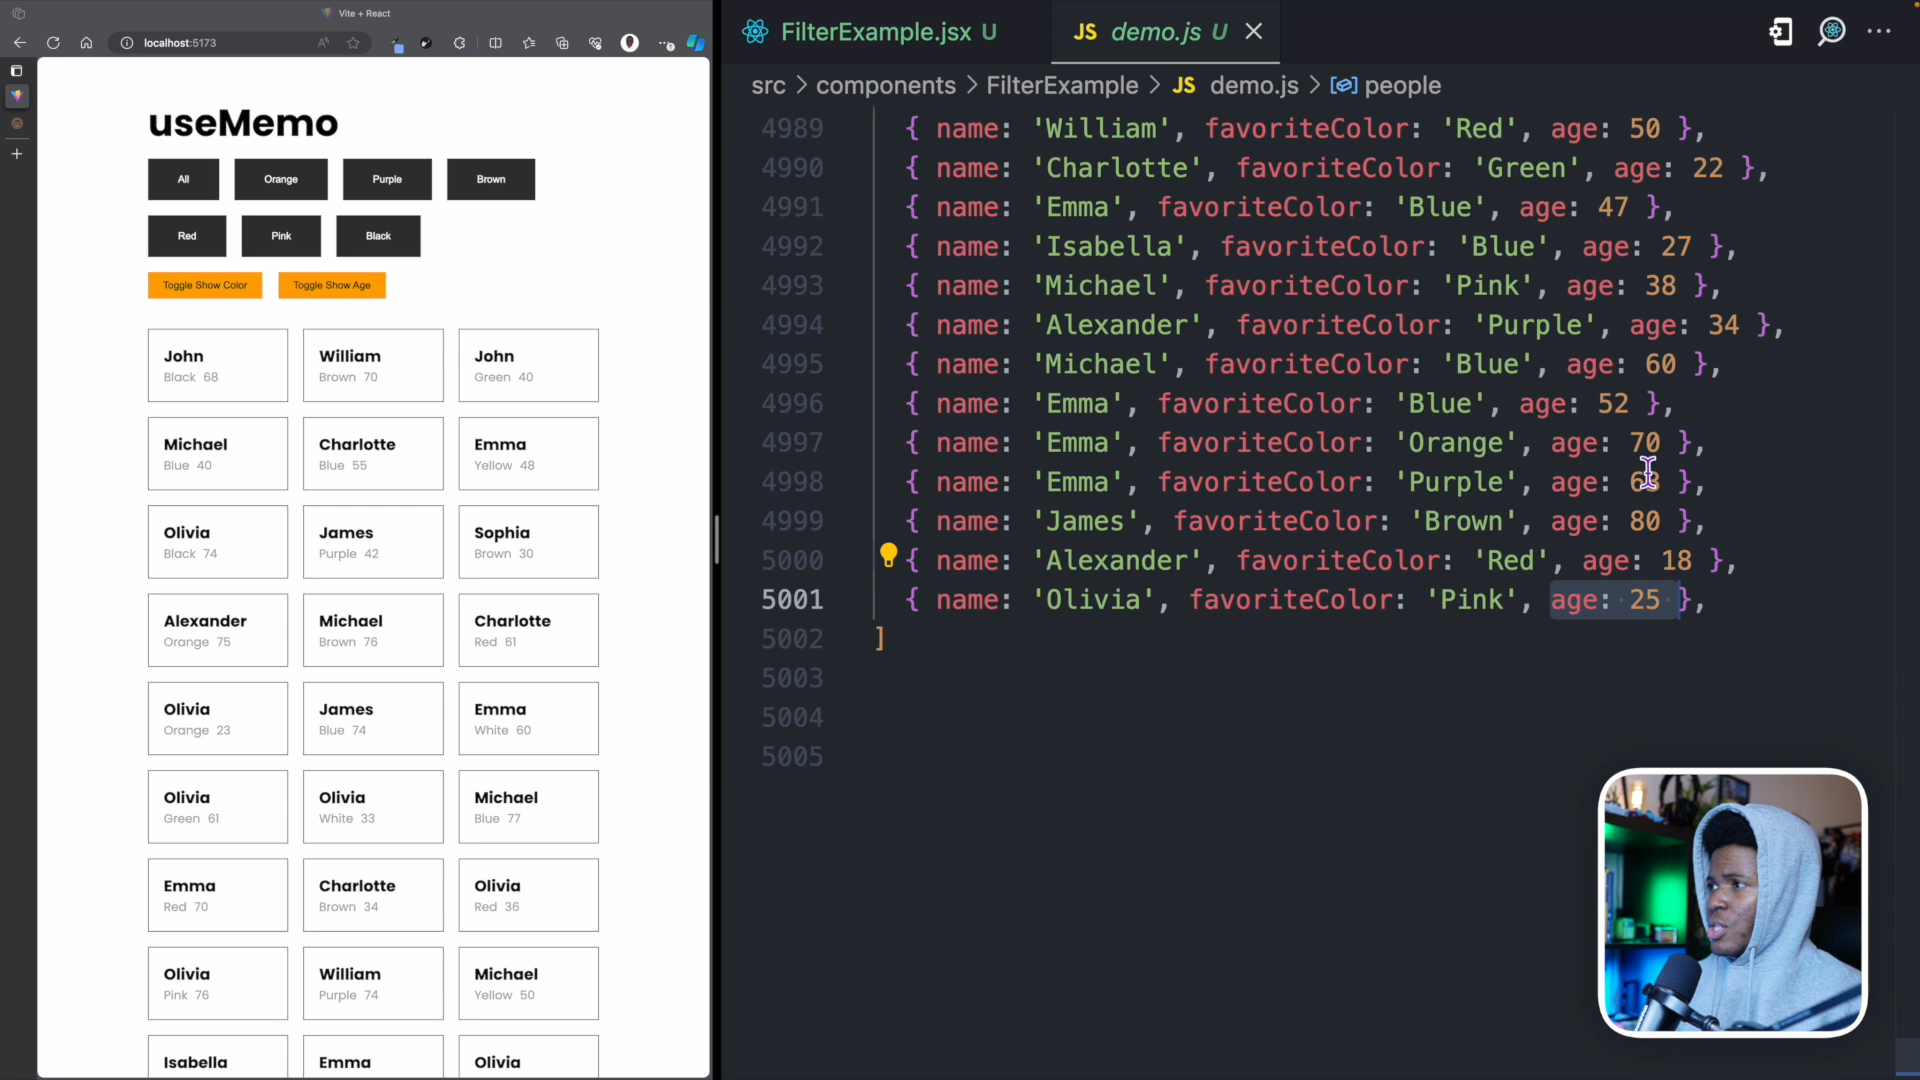 Vite + React
localhost:5173
useMemo
All
Orange
Purple
Brown
Red
Pink
Black
Toggle Show Color
Toggle Show Age
John
Black 68
William
Brown 70
John
Green 40
Michael
Blue 40
Charlotte
Blue 55
Emma
Yellow 48
Olivia
Black 74
James
Purple 42
Sophia
Brown 30
Alexander
Orange 75
Michael
Brown 76
Charlotte
Red 61
Olivia
Orange 23
James
Blue 74
Emma
White 60
Olivia
Green 61
Olivia
White 33
Michael
Blue 77
Emma
Red 70
Charlotte
Brown 34
Olivia
Red 36
Olivia
Pink 76
William
Purple 74
Michael
Yellow 50
Isabella
Emma
Olivia
FilterExample.jsx U
JS demo.js U
src > components > FilterExample > JS demo.js > people
4989 { name: 'William', favoriteColor: 'Red', age: 50 },
4990 { name: 'Charlotte', favoriteColor: 'Green', age: 22 },
4991 { name: 'Emma', favoriteColor: 'Blue', age: 47 },
4992 { name: 'Isabella', favoriteColor: 'Blue', age: 27 },
4993 { name: 'Michael', favoriteColor: 'Pink', age: 38 },
4994 { name: 'Alexander', favoriteColor: 'Purple', age: 34 },
4995 { name: 'Michael', favoriteColor: 'Blue', age: 60 },
4996 { name: 'Emma', favoriteColor: 'Blue', age: 52 },
4997 { name: 'Emma', favoriteColor: 'Orange', age: 70 },
4998 { name: 'Emma', favoriteColor: 'Purple', age: 63 },
4999 { name: 'James', favoriteColor: 'Brown', age: 80 },
5000 { name: 'Alexander', favoriteColor: 'Red', age: 18 },
5001 { name: 'Olivia', favoriteColor: 'Pink', age: 25 },
5002 ]
5003
5004
5005